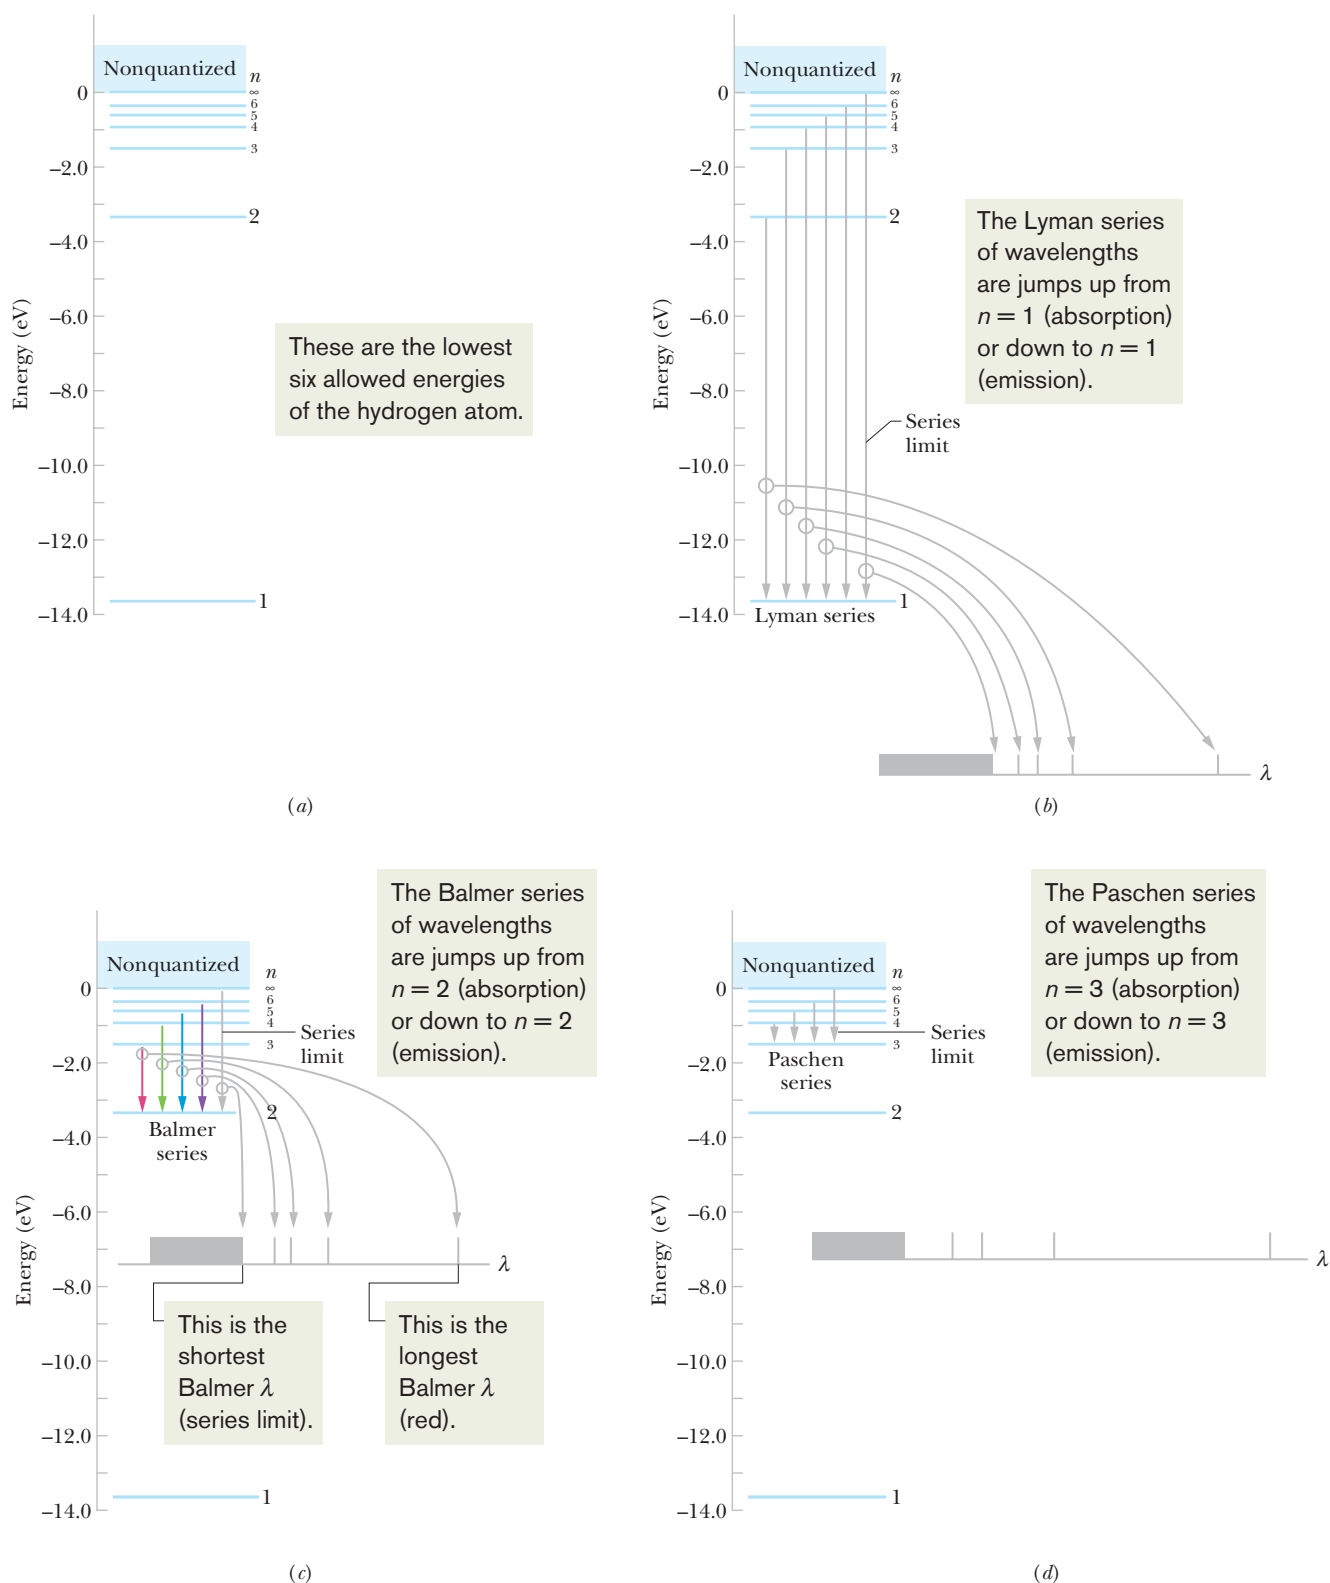 Nonquantized
n
0
∞
6
5
4
3
–2.0
2
–4.0
–6.0
Energy (eV)
These are the lowest
six allowed energies
of the hydrogen atom.
–8.0
–10.0
–12.0
1
–14.0
(a)
Nonquantized
n
0
∞
6
5
4
3
–2.0
2
The Lyman series
of wavelengths
are jumps up from
n = 1 (absorption)
or down to n = 1
(emission).
–4.0
–6.0
Energy (eV)
–8.0
Series
limit
–10.0
–12.0
1
–14.0
Lyman series
λ
(b)
The Balmer series
of wavelengths
are jumps up from
n = 2 (absorption)
or down to n = 2
(emission).
Nonquantized
n
0
∞
6
5
4
3
Series
limit
–2.0
2
Balmer
series
–4.0
–6.0
Energy (eV)
λ
–8.0
This is the
shortest
Balmer λ
(series limit).
This is the
longest
Balmer λ
(red).
–10.0
–12.0
1
–14.0
(c)
The Paschen series
of wavelengths
are jumps up from
n = 3 (absorption)
or down to n = 3
(emission).
Nonquantized
n
0
∞
6
5
4
3
Series
limit
Paschen
series
–2.0
2
–4.0
–6.0
Energy (eV)
λ
–8.0
–10.0
–12.0
1
–14.0
(d)